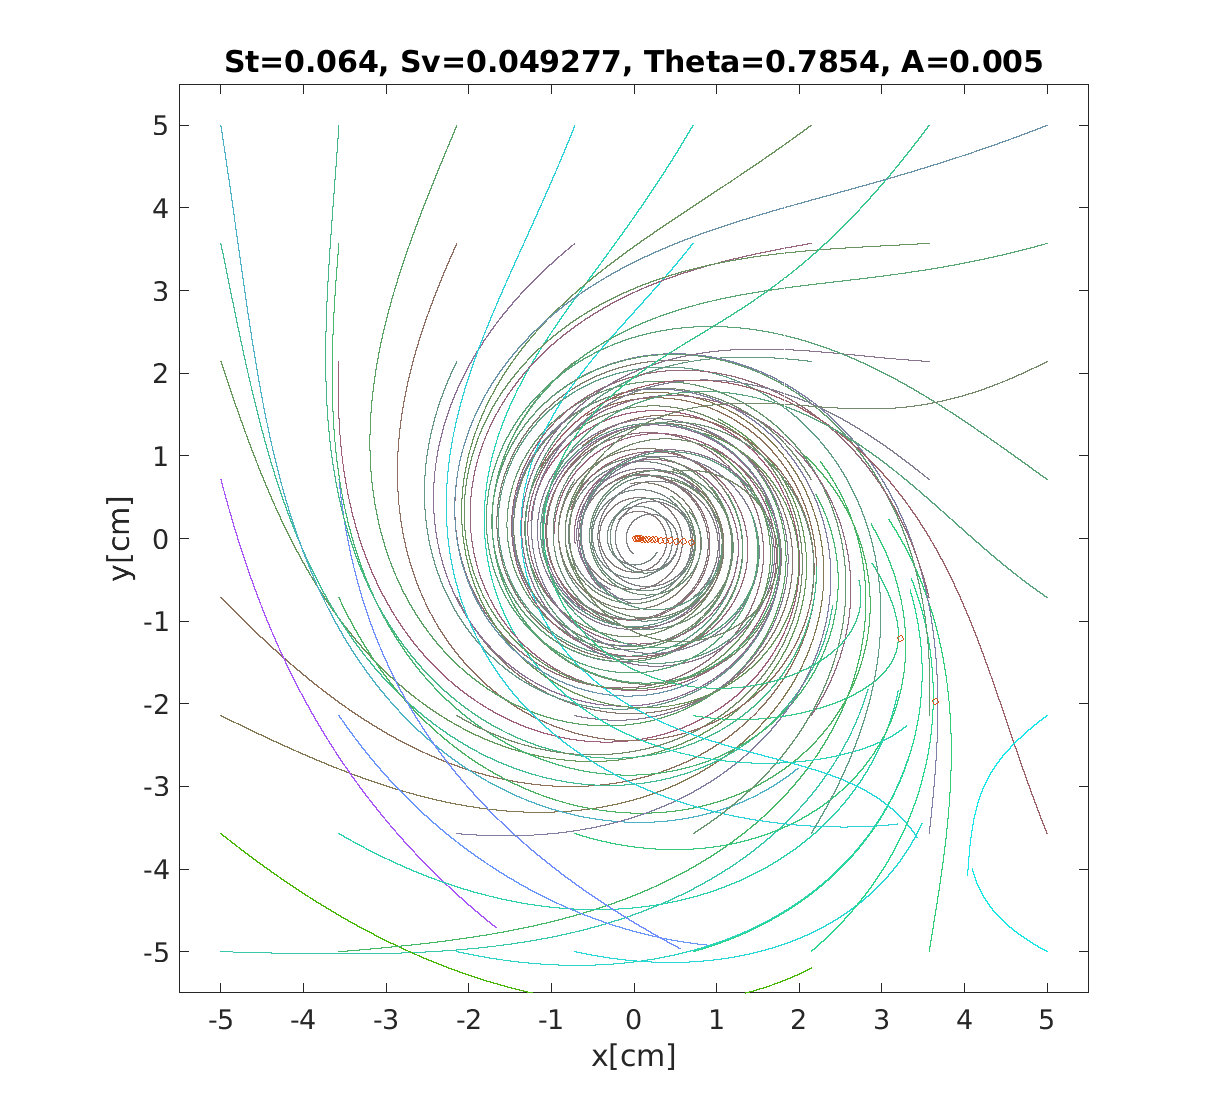 St=0.064, Sv=0.049277, Theta=0.7854, A=0.005
5
4
3
2
1
0
-1
-2
-3
-4
-5
y[cm]
-5 -4 -3 -2 -1 0 1 2 3 4 5
x[cm]